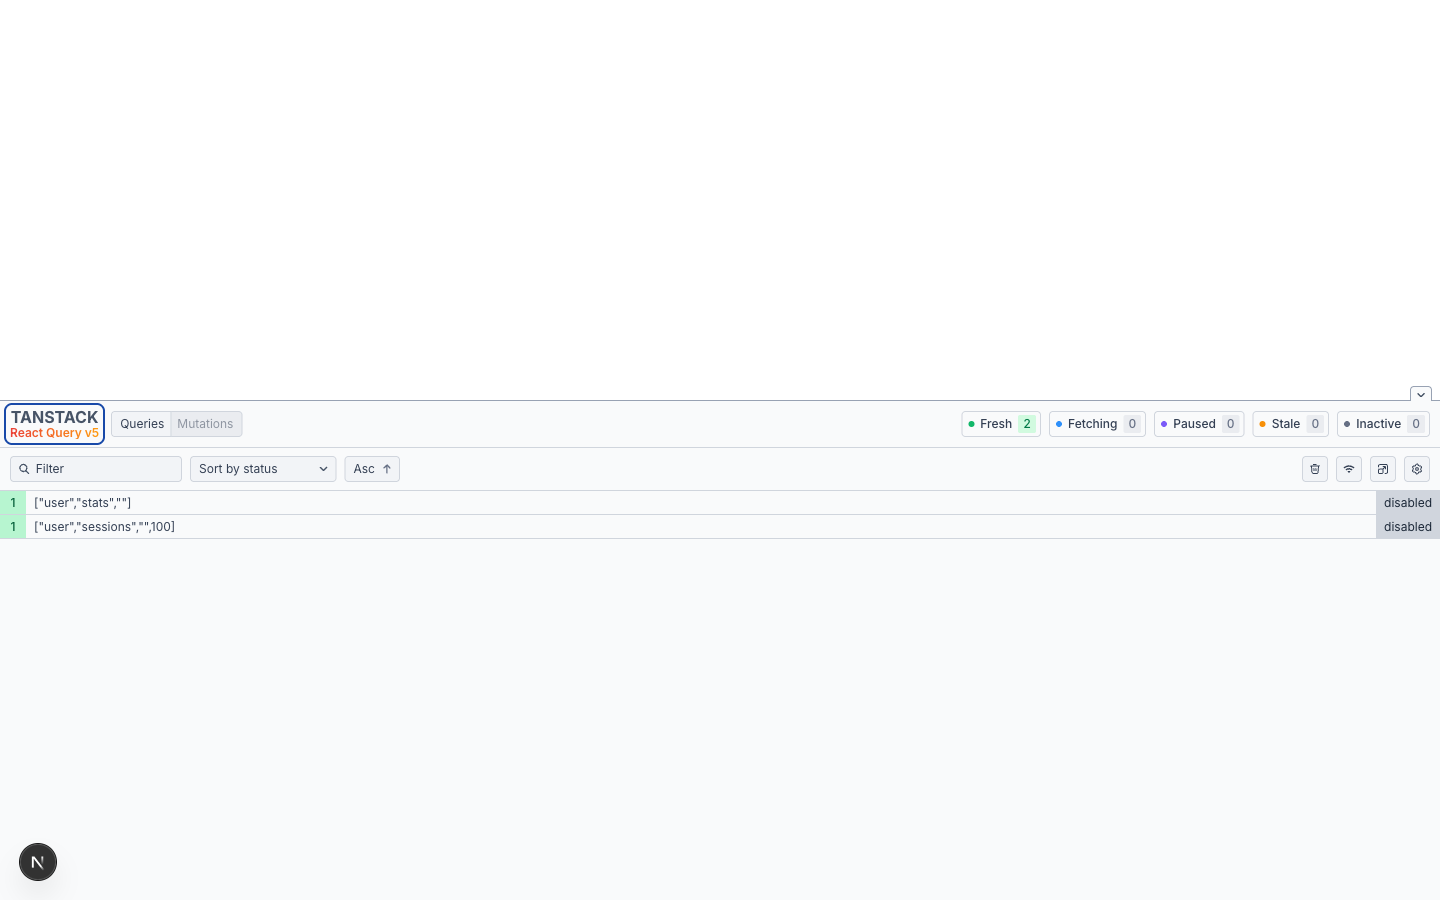 TANSTACK
React Query v5
Queries Mutations
Fresh 2 Fetching 0 Paused 0 Stale 0 Inactive 0
Filter Sort by status Asc
1 ["user","stats",""] disabled
1 ["user","sessions","",100] disabled
N